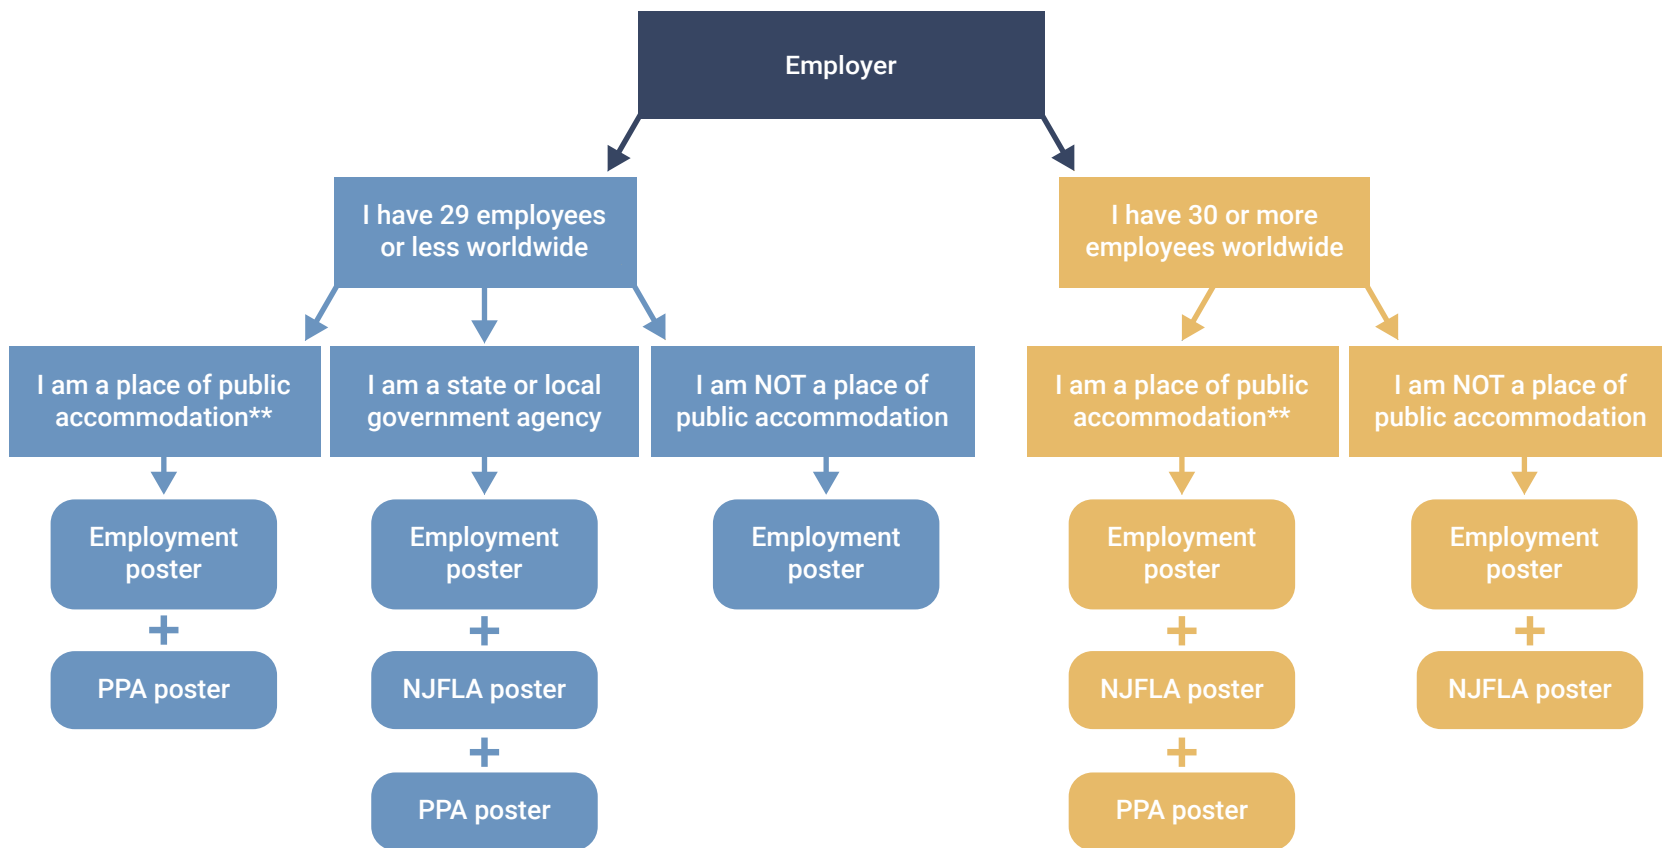 Employer
I have 29 employees
or less worldwide
I have 30 or more
employees worldwide
I am a place of public
accommodation**
I am a state or local
government agency
I am NOT a place of
public accommodation
I am a place of public
accommodation**
I am NOT a place of
public accommodation
Employment
poster
+
PPA poster
Employment
poster
+
NJFLA poster
+
PPA poster
Employment
poster
Employment
poster
+
NJFLA poster
+
PPA poster
Employment
poster
+
NJFLA poster